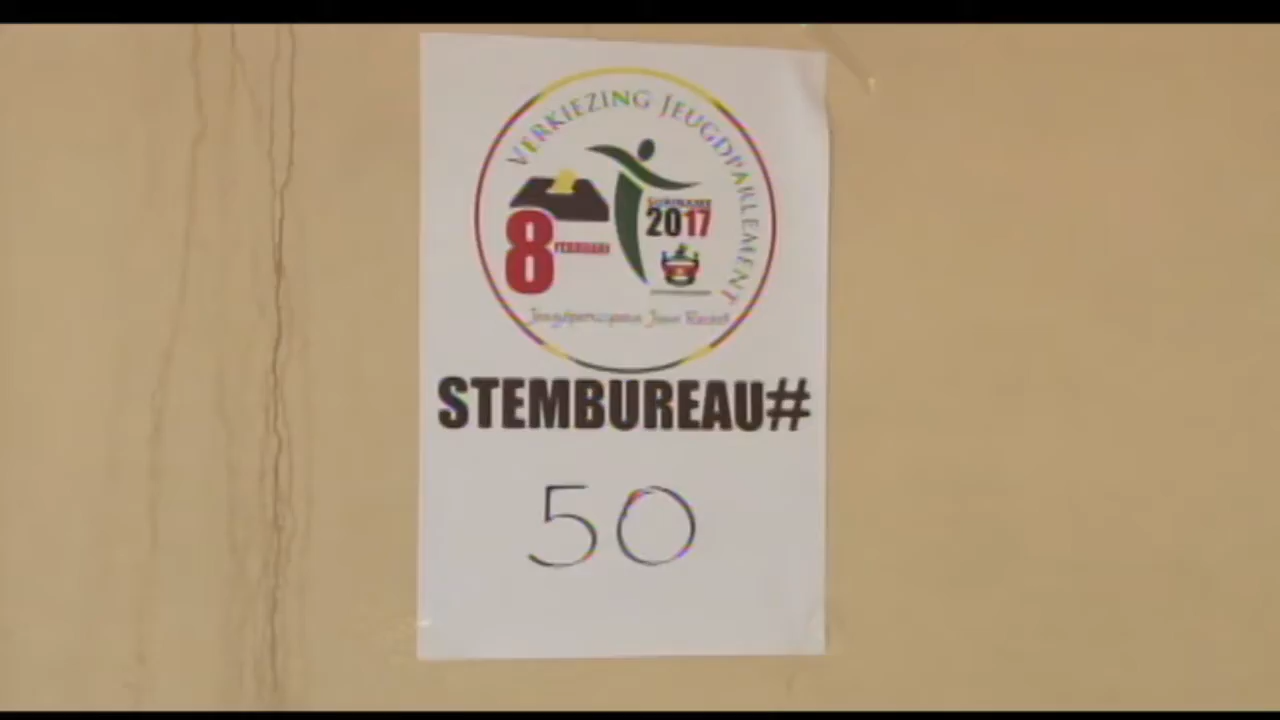 VERKIEZING JEUGDPARLEMENT
SURINAME
2017
8 FEBRUARI
STEMBUREAU#
50